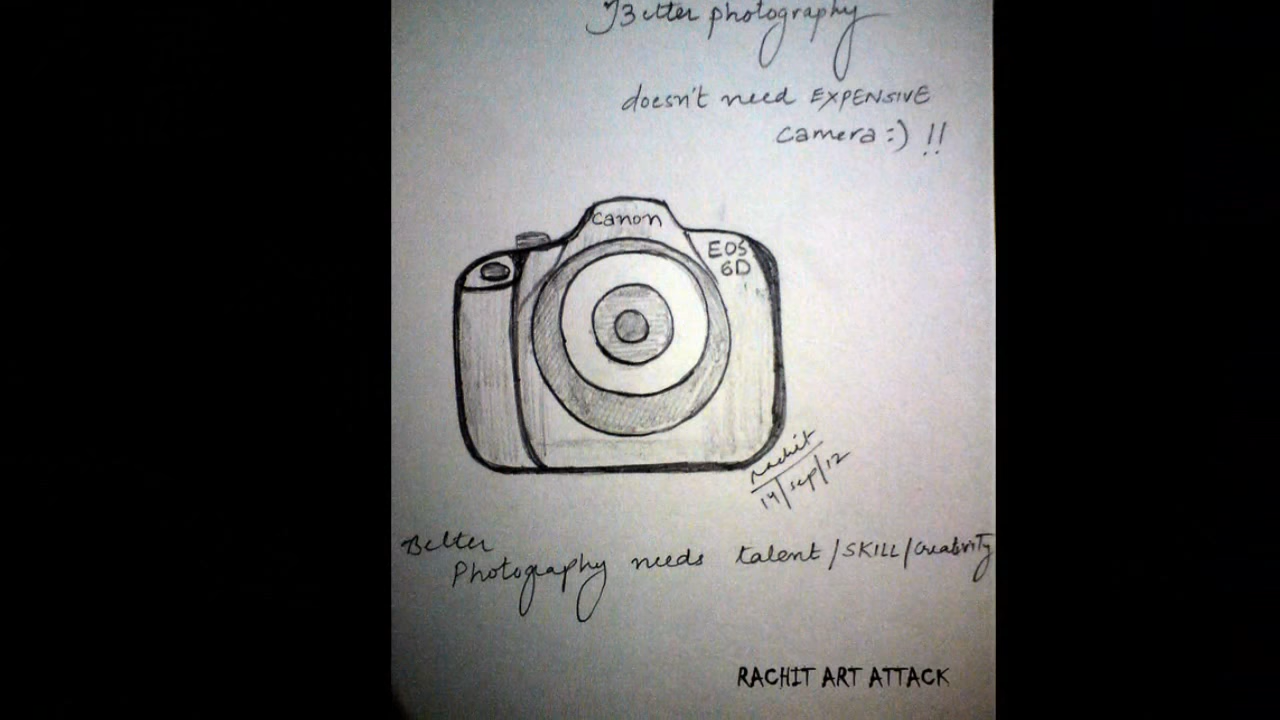 Better photography
doesn't need EXPENSIVE
camera :) !!
Canon
EOS
6D
Rachit
14/sep/12
Better
Photography needs talent/SKILL/creativity
RACHIT ART ATTACK